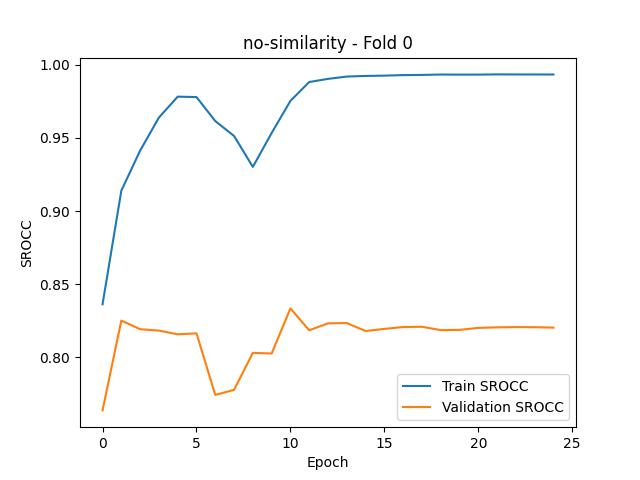 no-similarity - Fold 0
1.00
0.95
0.90
0.85
0.80
SROCC
0 5 10 15 20 25
Epoch
Train SROCC
Validation SROCC